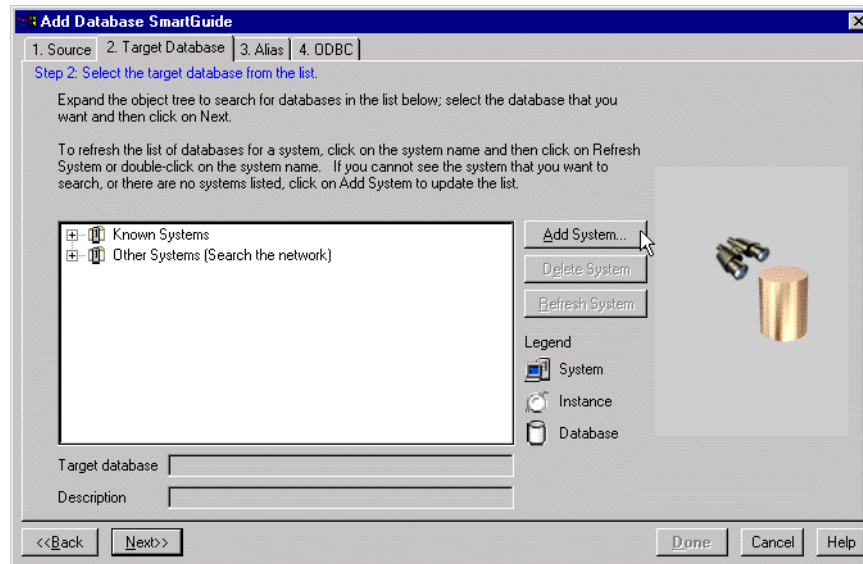 Add Database SmartGuide
1. Source
2. Target Database
3. Alias
4. ODBC
Step 2: Select the target database from the list.
Expand the object tree to search for databases in the list below; select the database that you
want and then click on Next.
To refresh the list of databases for a system, click on the system name and then click on Refresh
System or double-click on the system name.  If you cannot see the system that you want to
search, or there are no systems listed, click on Add System to update the list.
Known Systems
Other Systems (Search the network)
Add System...
Delete System
Refresh System
Legend
System
Instance
Database
Target database
Description
<<Back
Next>>
Done
Cancel
Help